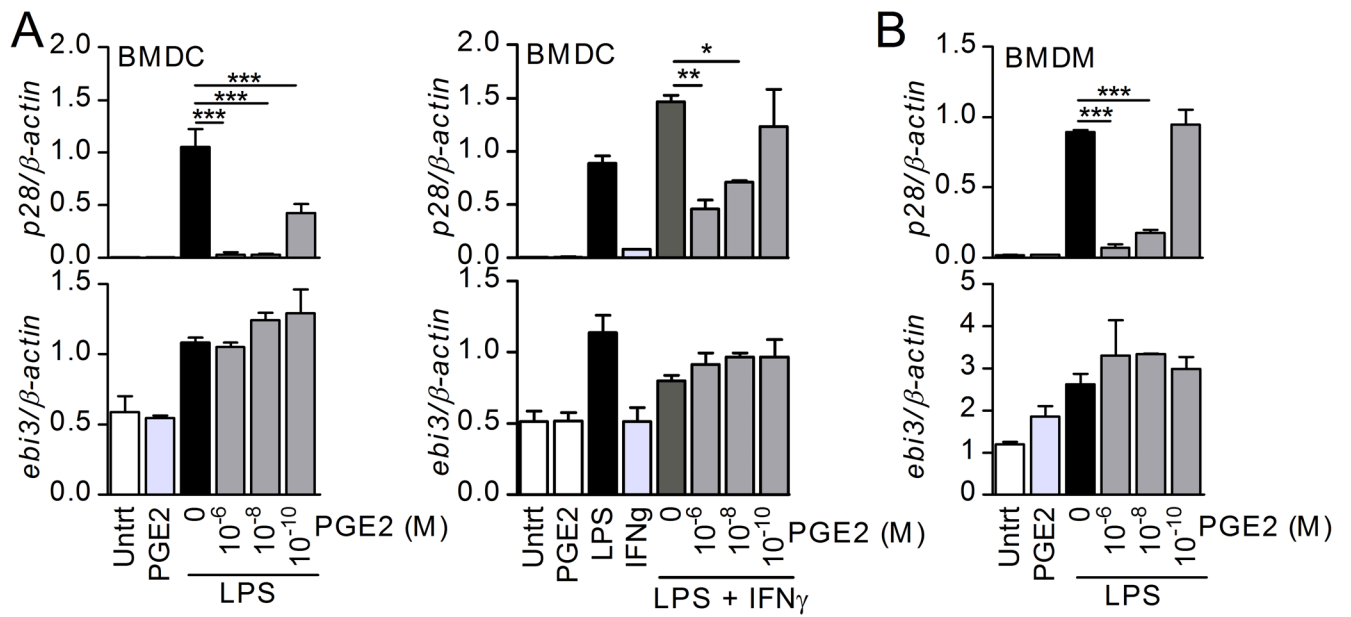 A
B
BMDC
p28/β-actin
2.0
1.5
1.0
0.5
0.0
***
***
***
ebi3/β-actin
1.5
1.0
0.5
0.0
Untrt
PGE2
0
10⁻⁶
10⁻⁸
10⁻¹⁰
PGE2 (M)
LPS
BMDC
p28/β-actin
2.0
1.5
1.0
0.5
0.0
*
**
ebi3/β-actin
1.5
1.0
0.5
0.0
Untrt
PGE2
LPS
IFNg
0
10⁻⁶
10⁻⁸
10⁻¹⁰
PGE2 (M)
LPS + IFNγ
BMDM
p28/β-actin
1.5
1.0
0.5
0.0
***
***
ebi3/β-actin
5
4
3
2
1
0
Untrt
PGE2
0
10⁻⁶
10⁻⁸
10⁻¹⁰
PGE2 (M)
LPS